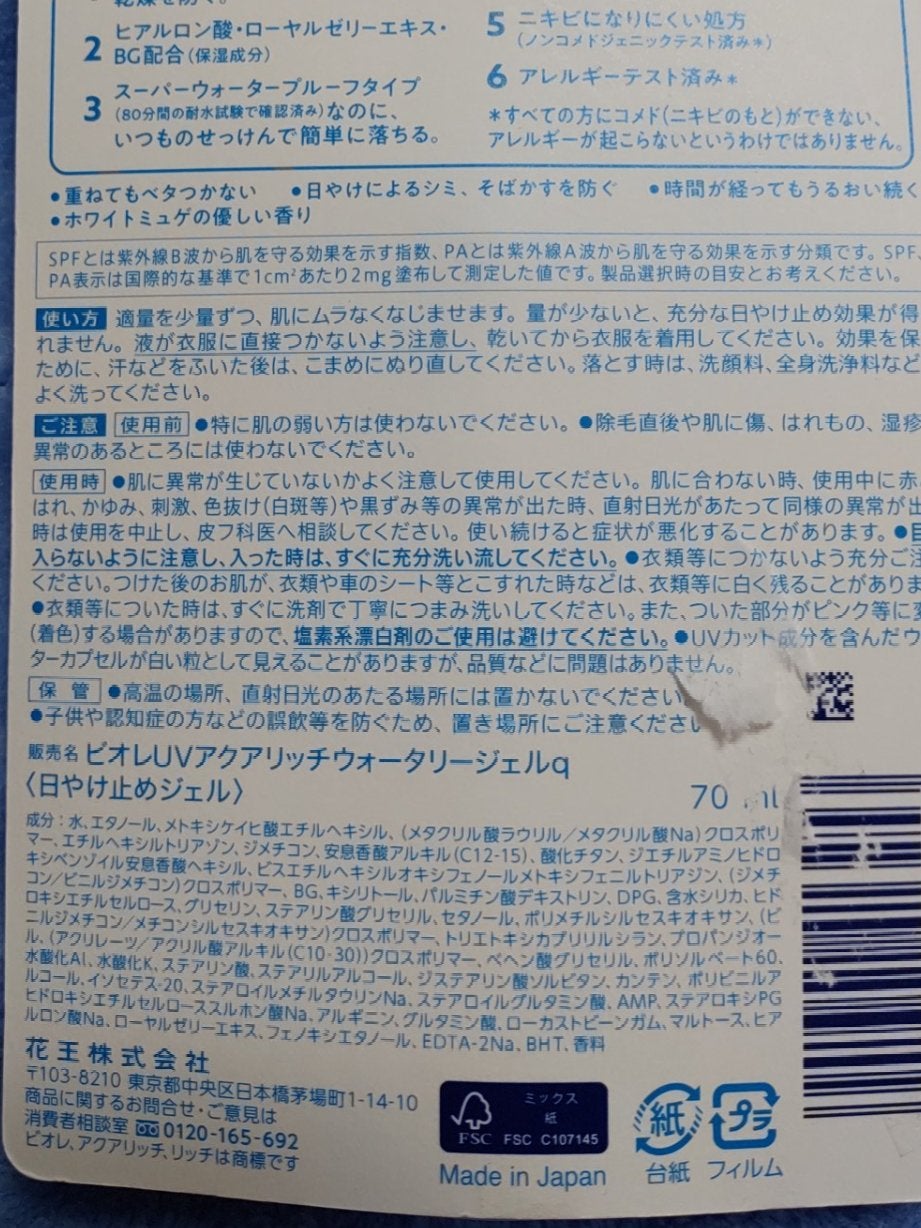 乾燥を防ぐ。
2 ヒアルロン酸・ローヤルゼリーエキス・
BG配合(保湿成分)
3 スーパーウォータープルーフタイプ
(80分間の耐水試験で確認済み)なのに、
いつものせっけんで簡単に落ちる。
5 ニキビになりにくい処方
(ノンコメドジェニックテスト済み*)
6 アレルギーテスト済み*
*すべての方にコメド(ニキビのもと)ができない、
アレルギーが起こらないというわけではありません。
●重ねてもベタつかない ●日やけによるシミ、そばかすを防ぐ ●時間が経ってもうるおい続く
●ホワイトミュゲの優しい香り
SPFとは紫外線B波から肌を守る効果を示す指数、PAとは紫外線A波から肌を守る効果を示す分類です。SPF、
PA表示は国際的な基準で1cm²あたり2mg塗布して測定した値です。製品選択時の目安とお考えください。
使い方 適量を少量ずつ、肌にムラなくなじませます。量が少ないと、充分な日やけ止め効果が得
れません。液が衣服に直接つかないよう注意し、乾いてから衣服を着用してください。効果を保
ために、汗などをふいた後は、こまめにぬり直してください。落とす時は、洗顔料、全身洗浄料など
よく洗ってください。
ご注意 使用前 ●特に肌の弱い方は使わないでください。●除毛直後や肌に傷、はれもの、湿疹
異常のあるところには使わないでください。
使用時 ●肌に異常が生じていないかよく注意して使用してください。肌に合わない時、使用中に赤
はれ、かゆみ、刺激、色抜け(白斑等)や黒ずみ等の異常が出た時、直射日光があたって同様の異常が出
時は使用を中止し、皮フ科医へ相談してください。使い続けると症状が悪化することがあります。●目
入らないように注意し、入った時は、すぐに充分洗い流してください。●衣類等につかないよう充分ご注
ください。つけた後のお肌が、衣類や車のシート等とこすれた時などは、衣類等に白く残ることがありま
●衣類等についた時は、すぐに洗剤で丁寧につまみ洗いしてください。また、ついた部分がピンク等に変
(着色)する場合がありますので、塩素系漂白剤のご使用は避けてください。●UVカット成分を含んだウ
ターカプセルが白い粒として見えることがありますが、品質などに問題はありません。
保 管 ●高温の場所、直射日光のあたる場所には置かないでください
●子供や認知症の方などの誤飲等を防ぐため、置き場所にご注意ください
販売名 ビオレUVアクアリッチウォータリージェルq
〈日やけ止めジェル〉 70 ml
成分:水、エタノール、メトキシケイヒ酸エチルヘキシル、(メタクリル酸ラウリル/メタクリル酸Na)クロスポリ
マー、エチルヘキシルトリアゾン、ジメチコン、安息香酸アルキル(C12-15)、酸化チタン、ジエチルアミノヒドロ
キシベンゾイル安息香酸ヘキシル、ビスエチルヘキシルオキシフェノールメトキシフェニルトリアジン、(ジメチ
コン/ビニルジメチコン)クロスポリマー、BG、キシリトール、パルミチン酸デキストリン、DPG、含水シリカ、ヒド
ロキシエチルセルロース、グリセリン、ステアリン酸グリセリル、セタノール、ポリメチルシルセスキオキサン、(ビ
ニルジメチコン/メチコンシルセスキオキサン)クロスポリマー、トリエトキシカプリリルシラン、プロパンジオー
ル、(アクリレーツ/アクリル酸アルキル(C10-30))クロスポリマー、ベヘン酸グリセリル、ポリソルベート60、
水酸化Al、水酸化K、ステアリン酸、ステアリルアルコール、ジステアリン酸ソルビタン、カンテン、ポリビニルア
ルコール、イソセテス-20、ステアロイルメチルタウリンNa、ステアロイルグルタミン酸、AMP、ステアロキシPG
ヒドロキシエチルセルローススルホン酸Na、アルギニン、グルタミン酸、ローカストビーンガム、マルトース、ヒア
ルロン酸Na、ローヤルゼリーエキス、フェノキシエタノール、EDTA-2Na、BHT、香料
花王株式会社
〒103-8210 東京都中央区日本橋茅場町1-14-10
商品に関するお問合せ・ご意見は
消費者相談室 0120-165-692
ビオレ、アクアリッチ、リッチは商標です
ミックス
紙
FSC FSC C107145
Made in Japan
紙 プラ
台紙 フィルム